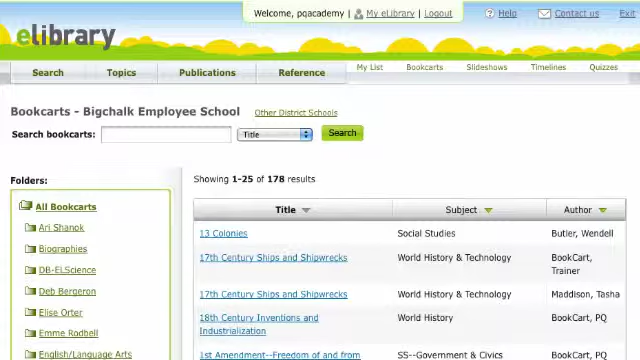 Welcome, pqacademy | My eLibrary | Logout
Help
Contact us
Exit
elibrary
Search
Topics
Publications
Reference
My List
Bookcarts
Slideshows
Timelines
Quizzes
Bookcarts - Bigchalk Employee School
Other District Schools
Search bookcarts:
Title
Search
Folders:
Showing 1-25 of 178 results
All Bookcarts
Ari Shanok
Biographies
DB-ELScience
Deb Bergeron
Elise Orter
Emme Rodbell
English/Language Arts
Title
Subject
Author
13 Colonies
Social Studies
Butler, Wendell
17th Century Ships and Shipwrecks
World History & Technology
BookCart,
Trainer
17th Century Ships and Shipwrecks
World History & Technology
Maddison, Tasha
18th Century Inventions and
Industrialization
World History
BookCart, PQ
1st Amendment--Freedom of and from
SS--Government & Civics
BookCart, PQ